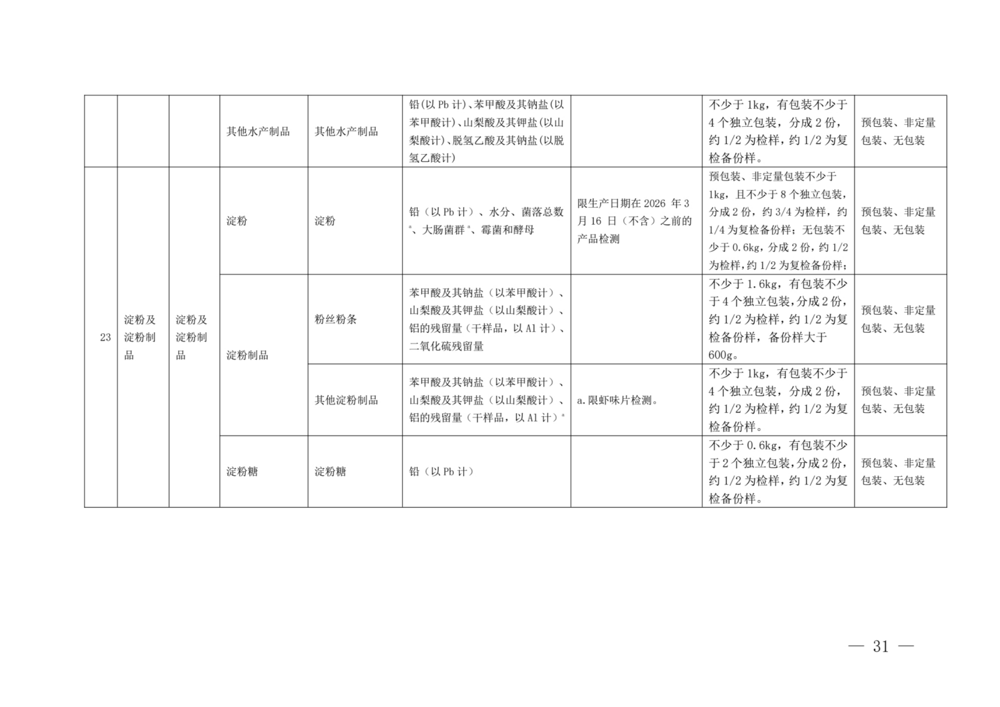 其他水产制品
其他水产制品
铅(以 Pb 计)、苯甲酸及其钠盐(以
苯甲酸计)、山梨酸及其钾盐(以山
梨酸计)、脱氢乙酸及其钠盐(以脱
氢乙酸计)
不少于 1kg，有包装不少于
4 个独立包装，分成 2 份，
约 1/2 为检样，约 1/2 为复
检备份样。
预包装、非定量
包装、无包装
23
淀粉及
淀粉制
品
淀粉及
淀粉制
品
淀粉
淀粉
铅（以 Pb 计）、水分、菌落总数
ᵃ、大肠菌群ᵃ、霉菌和酵母
限生产日期在 2026 年 3
月 16 日（不含）之前的
产品检测
预包装、非定量包装不少于
1kg，且不少于 8 个独立包装，
分成 2 份，约 3/4 为检样，约
1/4 为复检备份样；无包装不
少于 0.6kg，分成 2 份，约 1/2
为检样，约 1/2 为复检备份样；
预包装、非定量
包装、无包装
淀粉制品
粉丝粉条
苯甲酸及其钠盐（以苯甲酸计）、
山梨酸及其钾盐（以山梨酸计）、
铝的残留量（干样品，以 Al 计）、
二氧化硫残留量
不少于 1.6kg，有包装不少
于 4 个独立包装，分成 2 份，
约 1/2 为检样，约 1/2 为复
检备份样，备份样大于
600g。
预包装、非定量
包装、无包装
其他淀粉制品
苯甲酸及其钠盐（以苯甲酸计）、
山梨酸及其钾盐（以山梨酸计）、
铝的残留量（干样品，以 Al 计）ᵃ
a.限虾味片检测。
不少于 1kg，有包装不少于
4 个独立包装，分成 2 份，
约 1/2 为检样，约 1/2 为复
检备份样。
预包装、非定量
包装、无包装
淀粉糖
淀粉糖
铅（以 Pb 计）
不少于 0.6kg，有包装不少
于 2 个独立包装，分成 2 份，
约 1/2 为检样，约 1/2 为复
检备份样。
预包装、非定量
包装、无包装
— 31 —